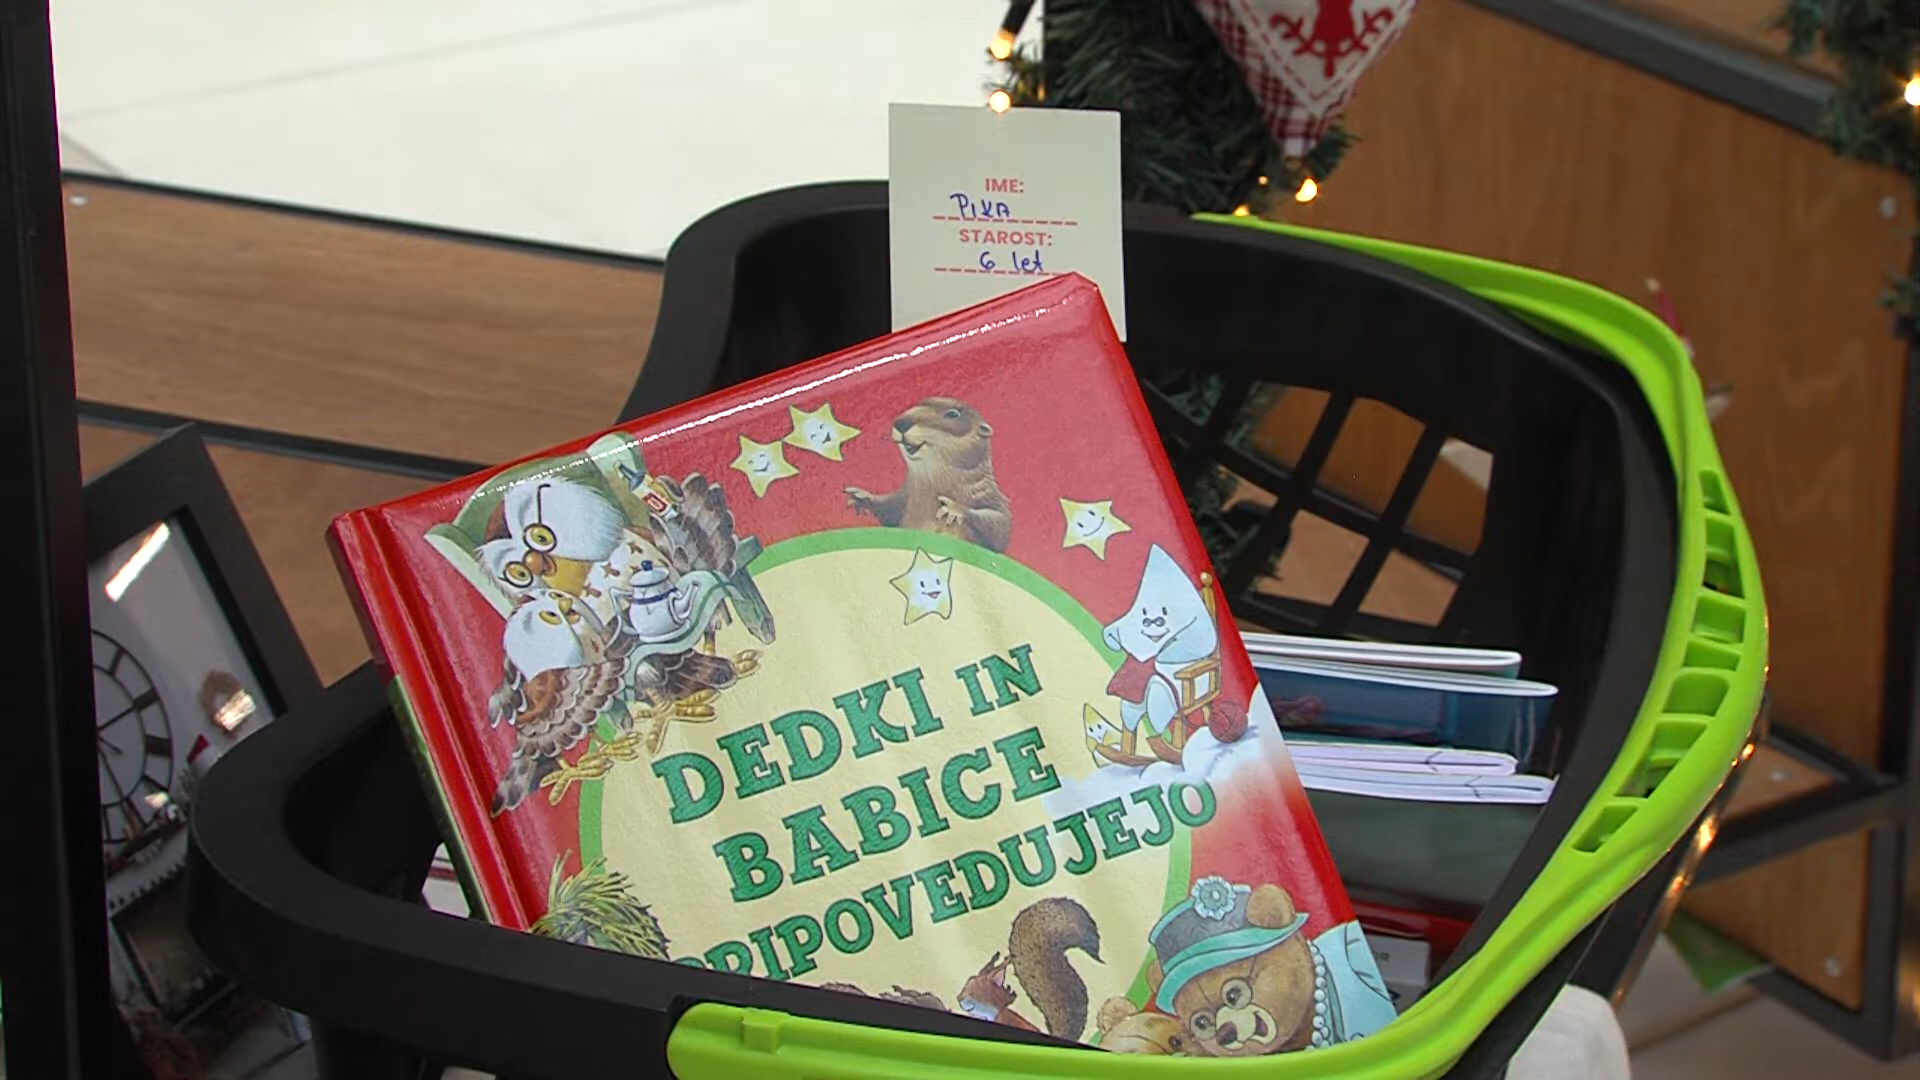 IME:
PIKA
STAROST:
6 let
DEDKI IN
BABICE
PRIPOVEDUJEJO